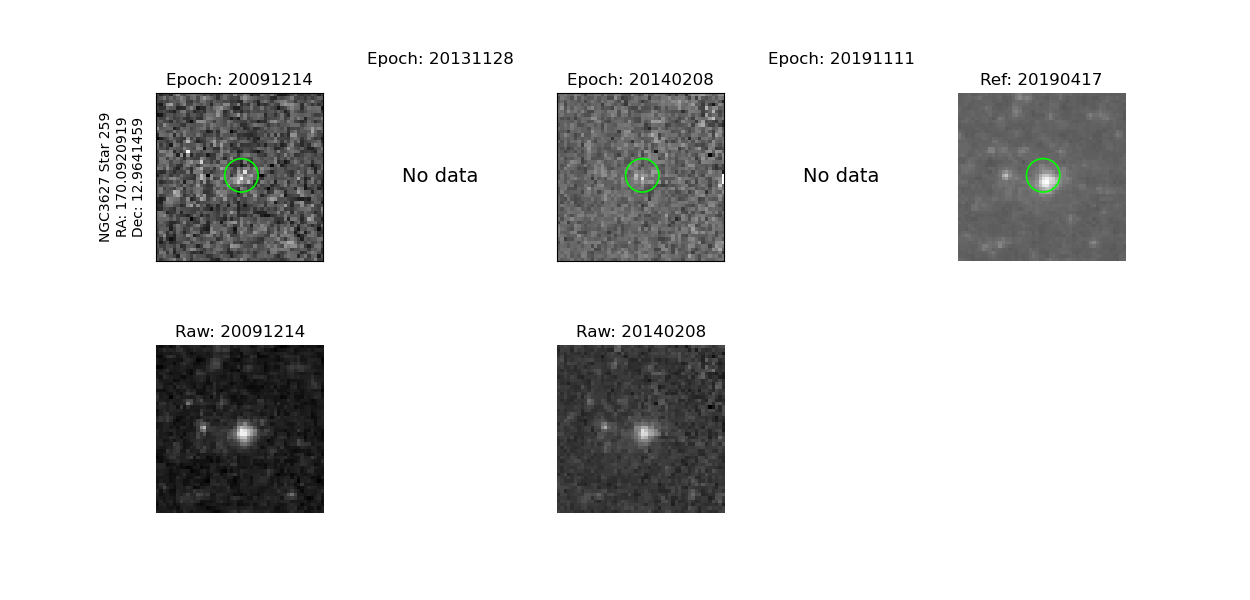 Epoch: 20131128
Epoch: 20191111
Epoch: 20091214
Epoch: 20140208
Ref: 20190417
NGC3627 Star 259
RA: 170.0920919
Dec: 12.9641459
No data
No data
Raw: 20091214
Raw: 20140208